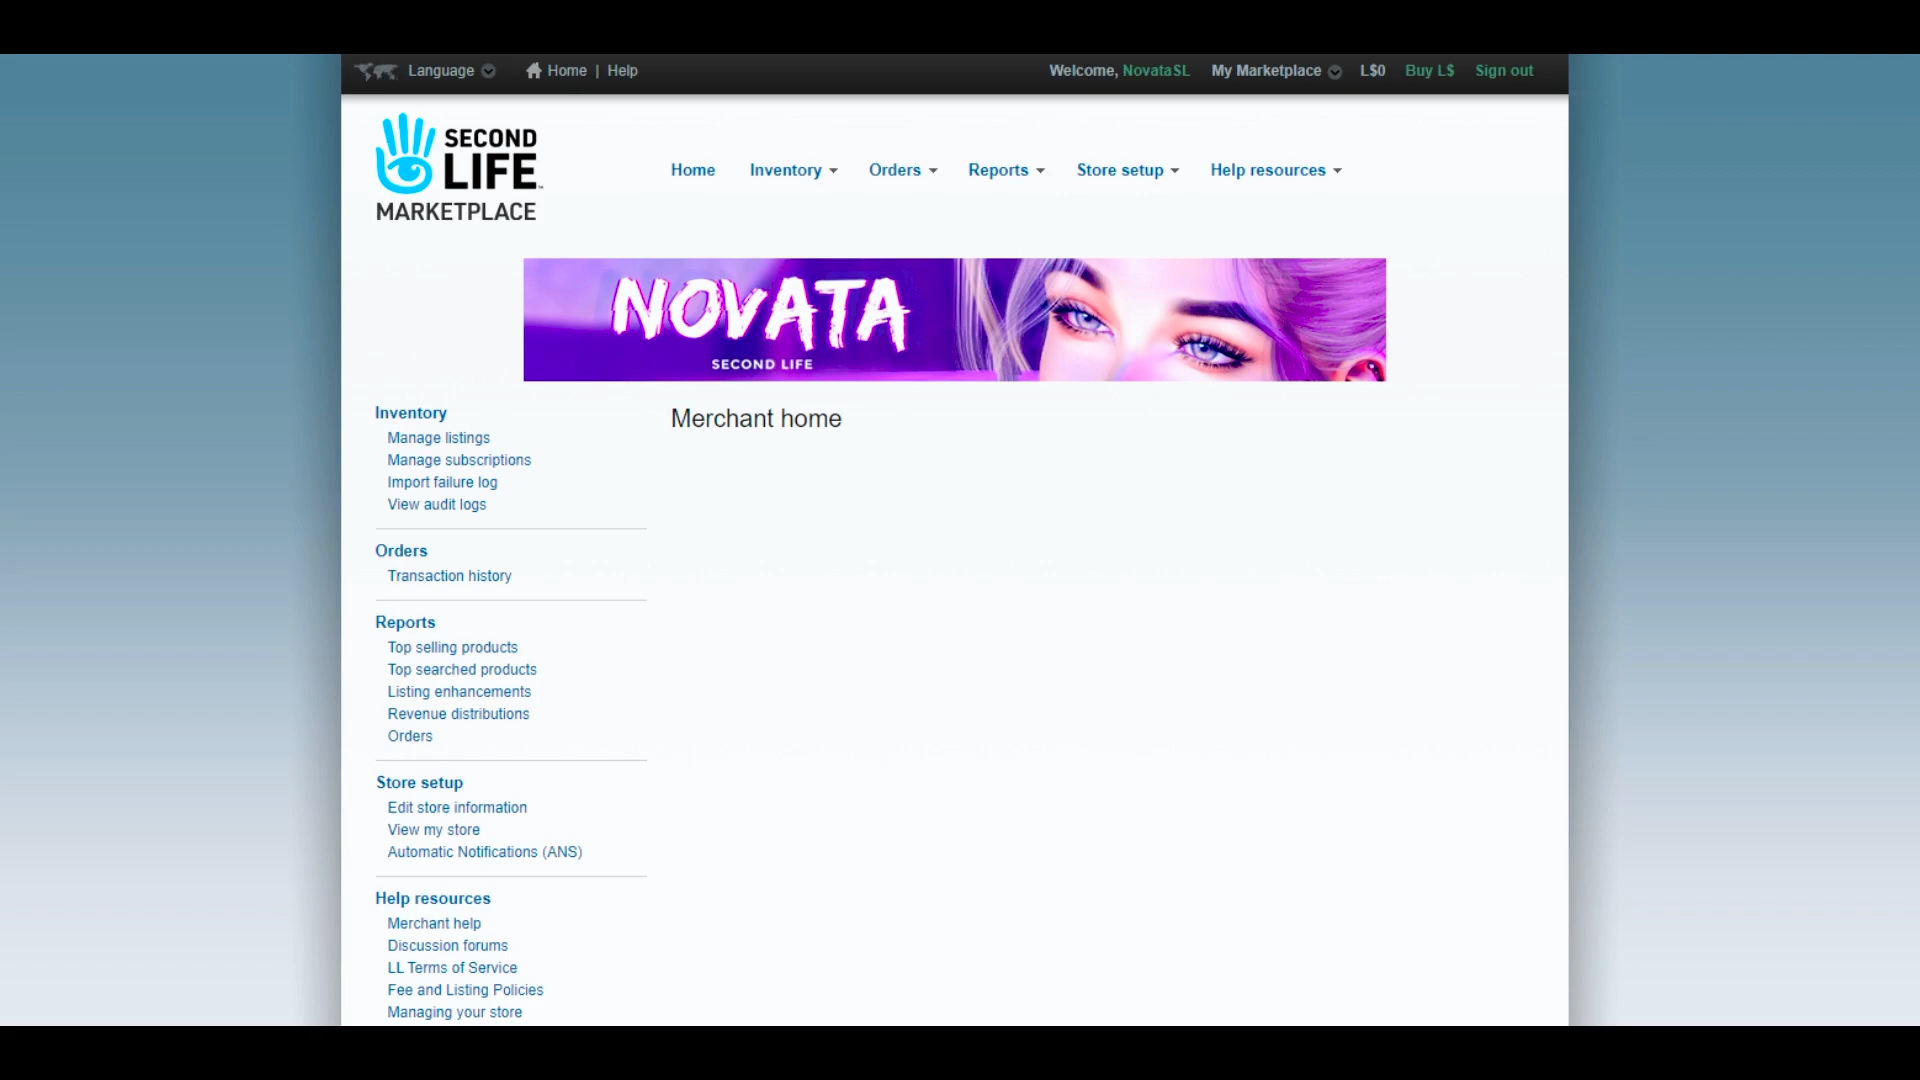 Language Home | Help Welcome, NovataSL My Marketplace L$0 Buy L$ Sign out
SECOND
LIFE™
MARKETPLACE
Home Inventory Orders Reports Store setup Help resources
NOVATA
SECOND LIFE
Merchant home
Inventory
Manage listings
Manage subscriptions
Import failure log
View audit logs
Orders
Transaction history
Reports
Top selling products
Top searched products
Listing enhancements
Revenue distributions
Orders
Store setup
Edit store information
View my store
Automatic Notifications (ANS)
Help resources
Merchant help
Discussion forums
LL Terms of Service
Fee and Listing Policies
Managing your store